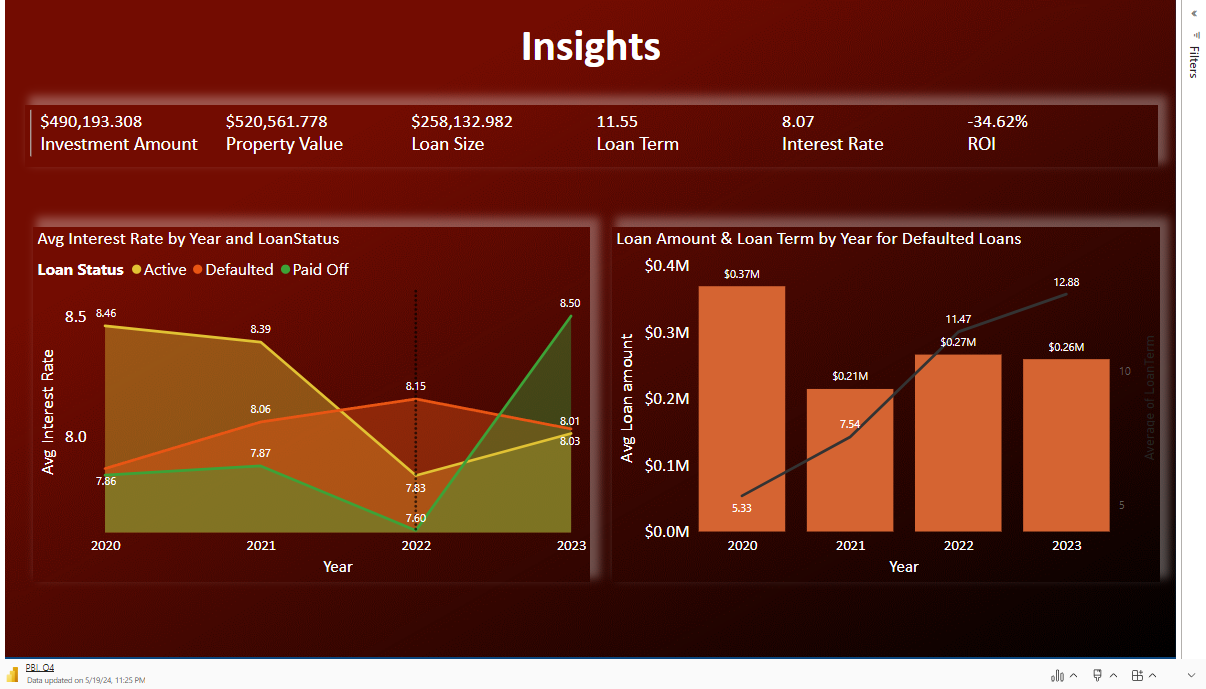 Insights
Filters
$490,193.308 $520,561.778 $258,132.982 11.55 8.07 -34.62%
Investment Amount Property Value Loan Size Loan Term Interest Rate ROI
Avg Interest Rate by Year and LoanStatus
Loan Status Active Defaulted Paid Off
Avg Interest Rate
8.5
8.0
8.46
8.39
8.50
8.15
8.06
8.01
8.03
7.87
7.86
7.83
7.60
2020 2021 2022 2023
Year
Loan Amount & Loan Term by Year for Defaulted Loans
Avg Loan amount
$0.4M
$0.3M
$0.2M
$0.1M
$0.0M
$0.37M
12.88
11.47
$0.27M
$0.26M
$0.21M
7.54
5.33
10
5
Average of LoanTerm
2020 2021 2022 2023
Year
PBI_Q4
Data updated on 5/19/24, 11:25 PM